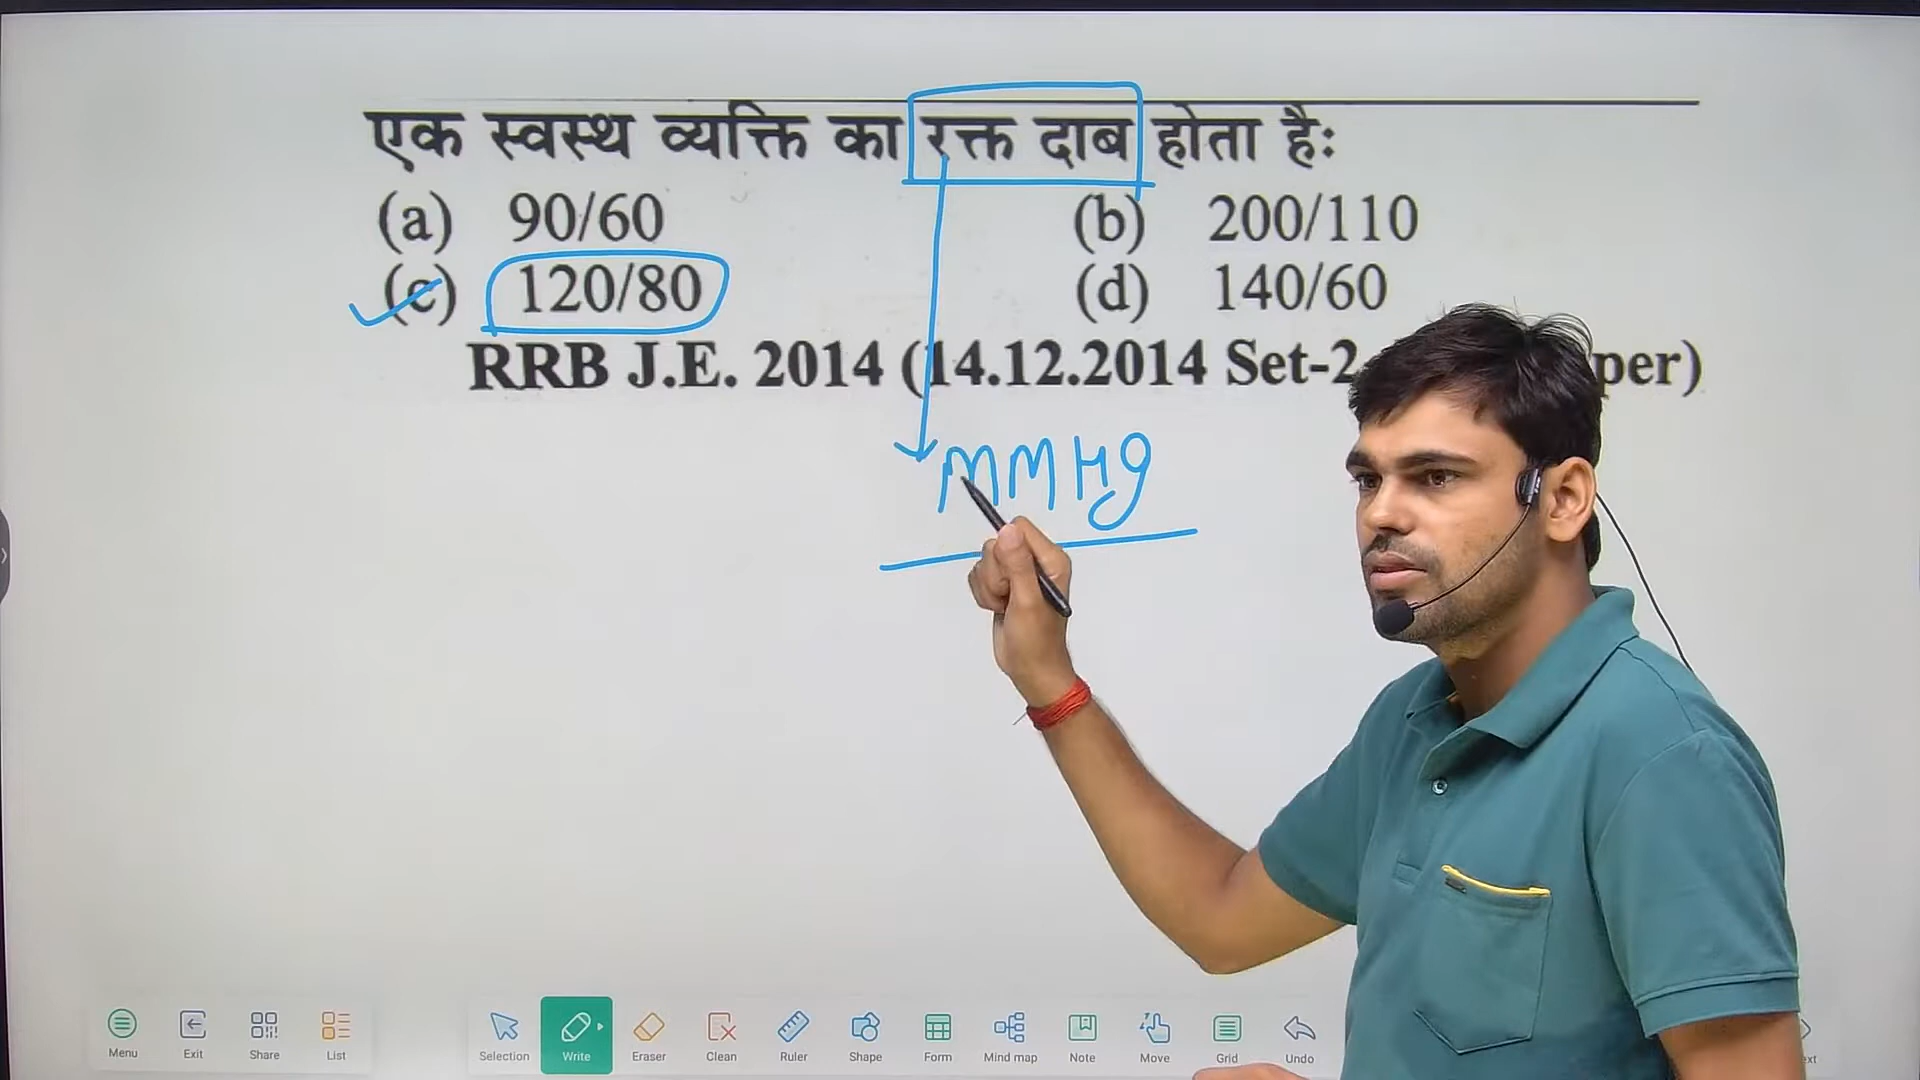 एक स्वस्थ व्यक्ति का रक्त दाब होता हैः
(a) 90/60 (b) 200/110
(c) 120/80 (d) 140/60
RRB J.E. 2014 (14.12.2014 Set-2 per)
MMHg
Menu Exit Share List Selection Write Eraser Clean Ruler Shape Form Mind map Note Move Grid Undo ext